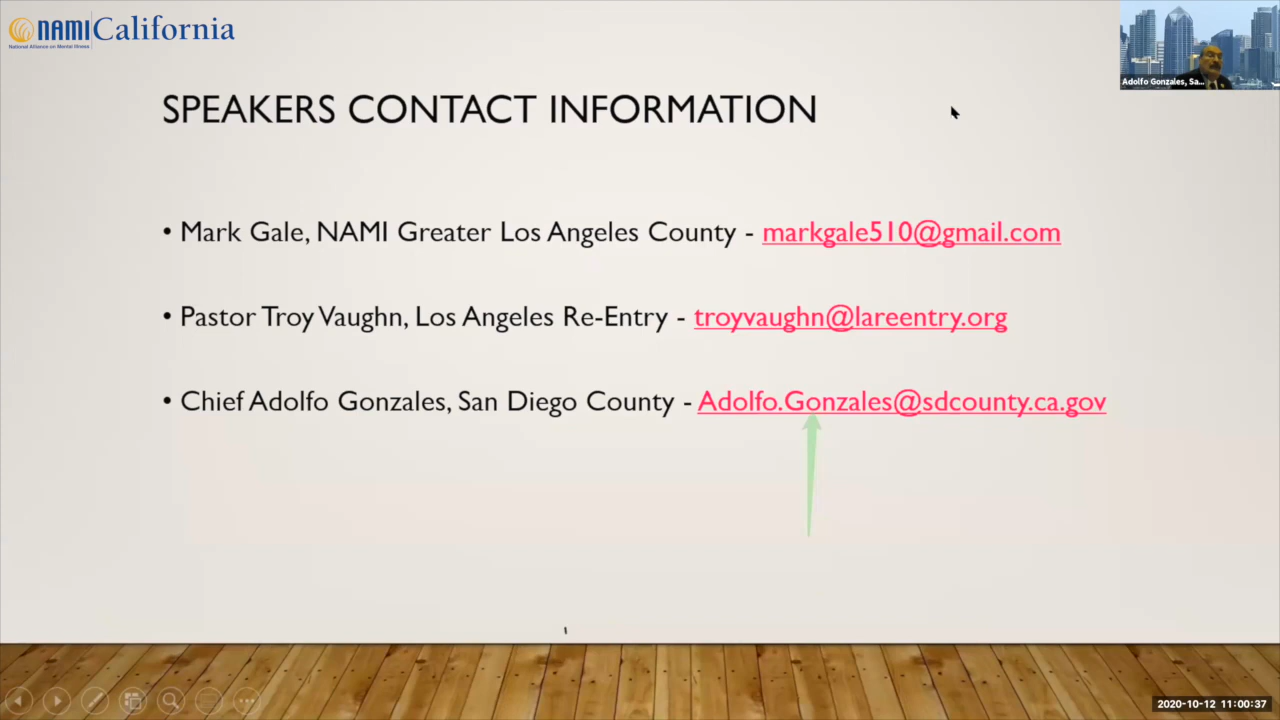 NAMI California
National Alliance on Mental Illness
Adolfo Gonzales, Sa...
SPEAKERS CONTACT INFORMATION
• Mark Gale, NAMI Greater Los Angeles County - markgale510@gmail.com
• Pastor Troy Vaughn, Los Angeles Re-Entry - troyvaughn@lareentry.org
• Chief Adolfo Gonzales, San Diego County - Adolfo.Gonzales@sdcounty.ca.gov
2020-10-12 11:00:37